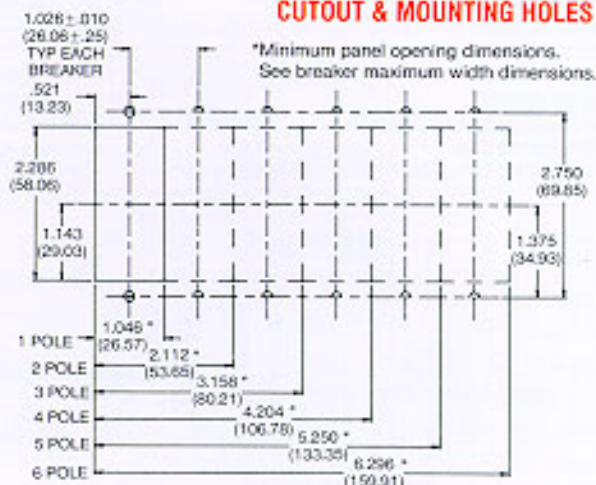 CUTOUT & MOUNTING HOLES
1.026±.010
(26.06±.25)
TYP EACH
BREAKER
*Minimum panel opening dimensions.
See breaker maximum width dimensions.
.521
(13.23)
2.286
(58.06)
2.750
(69.85)
1.143
(29.03)
1.375
(34.93)
1 POLE
1.046 *
(26.57)
2 POLE
2.112 *
(53.65)
3 POLE
3.158 *
(80.21)
4 POLE
4.204 *
(106.78)
5 POLE
5.250 *
(133.35)
6 POLE
6.296 *
(159.91)